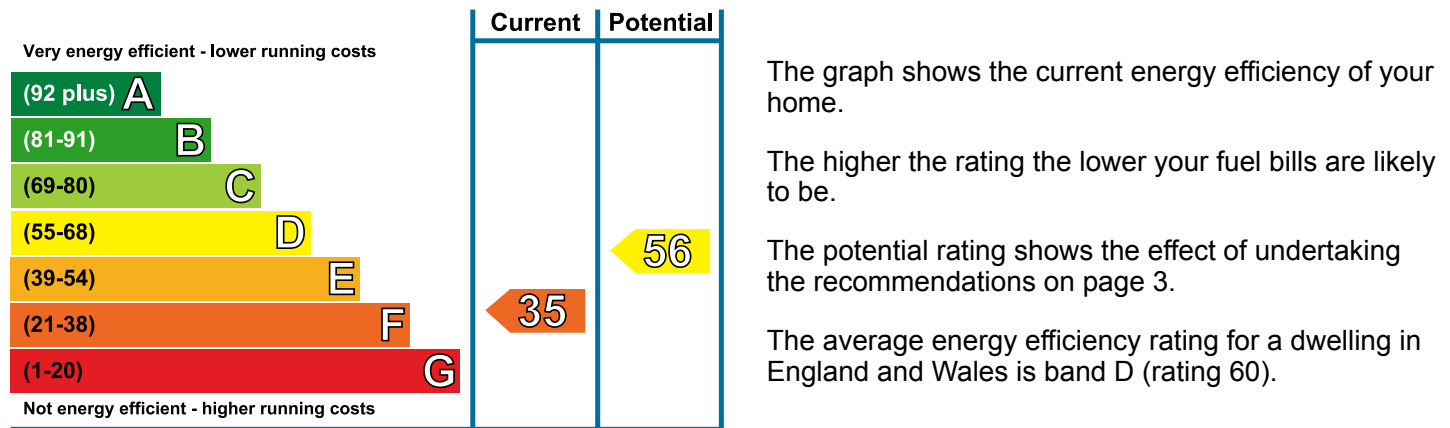 Current Potential
Very energy efficient - lower running costs
(92 plus) A
(81-91) B
(69-80) C
(55-68) D
56
(39-54) E
(21-38) F
35
(1-20) G
Not energy efficient - higher running costs
The graph shows the current energy efficiency of your
home.
The higher the rating the lower your fuel bills are likely
to be.
The potential rating shows the effect of undertaking
the recommendations on page 3.
The average energy efficiency rating for a dwelling in
England and Wales is band D (rating 60).